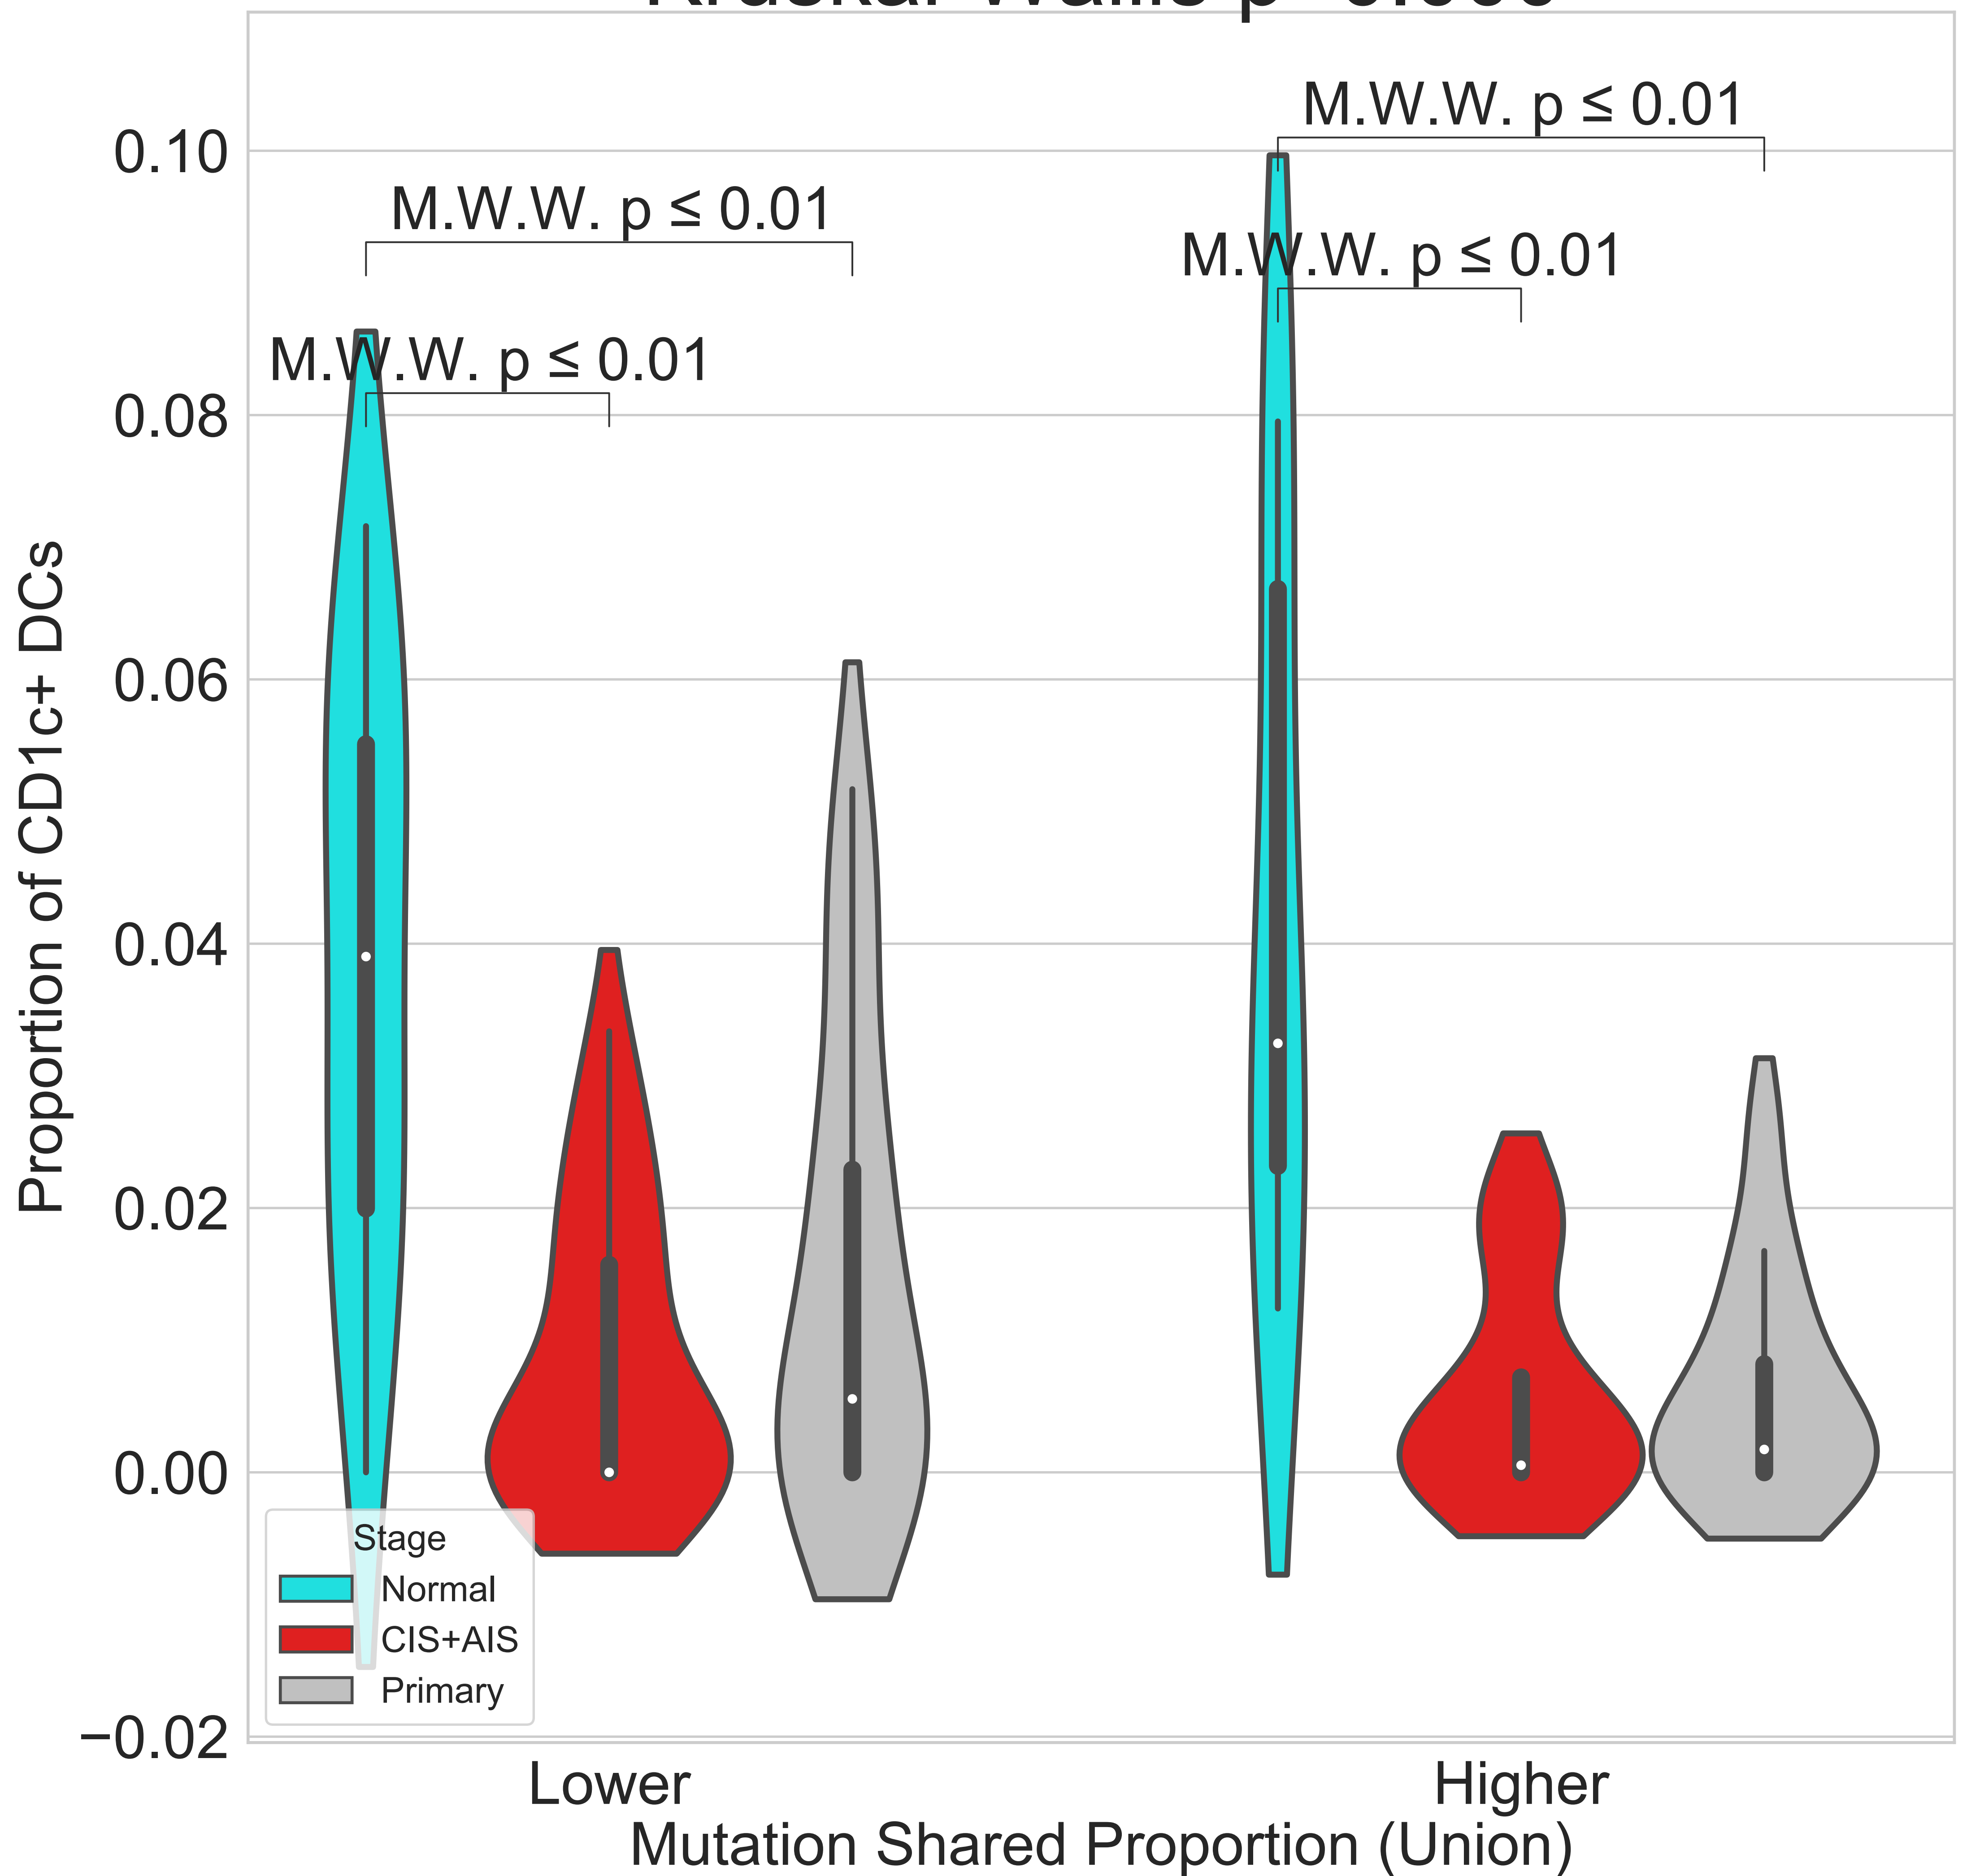 M.W.W. p ≤ 0.01
M.W.W. p ≤ 0.01
M.W.W. p ≤ 0.01
M.W.W. p ≤ 0.01
0.10
0.08
0.06
0.04
0.02
0.00
−0.02
Proportion of CD1c+ DCs
Stage
Normal
CIS+AIS
Primary
Lower
Higher
Mutation Shared Proportion (Union)